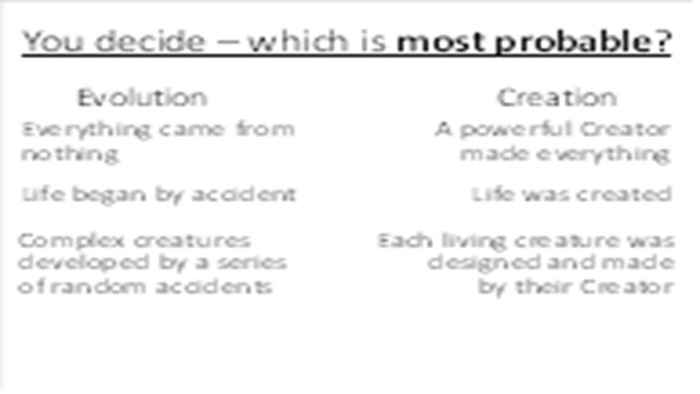 You decide – which is most probable?
Evolution
Everything came from
nothing
Life began by accident
Complex creatures
developed by a series
of random accidents
Creation
A powerful Creator
made everything
Life was created
Each living creature was
designed and made
by their Creator